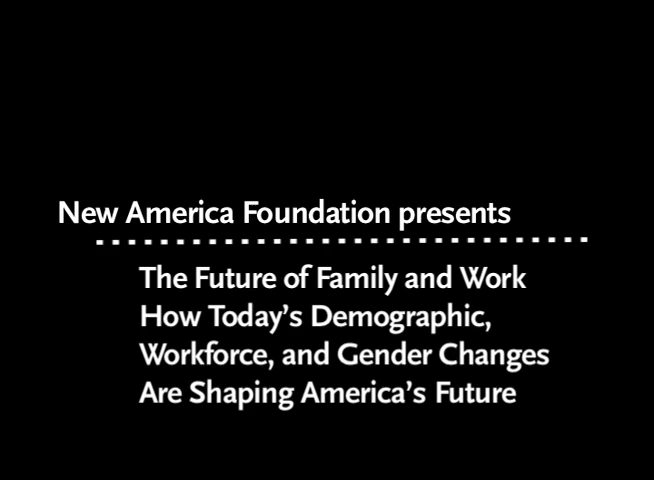 New America Foundation presents
The Future of Family and Work
How Today’s Demographic,
Workforce, and Gender Changes
Are Shaping America’s Future